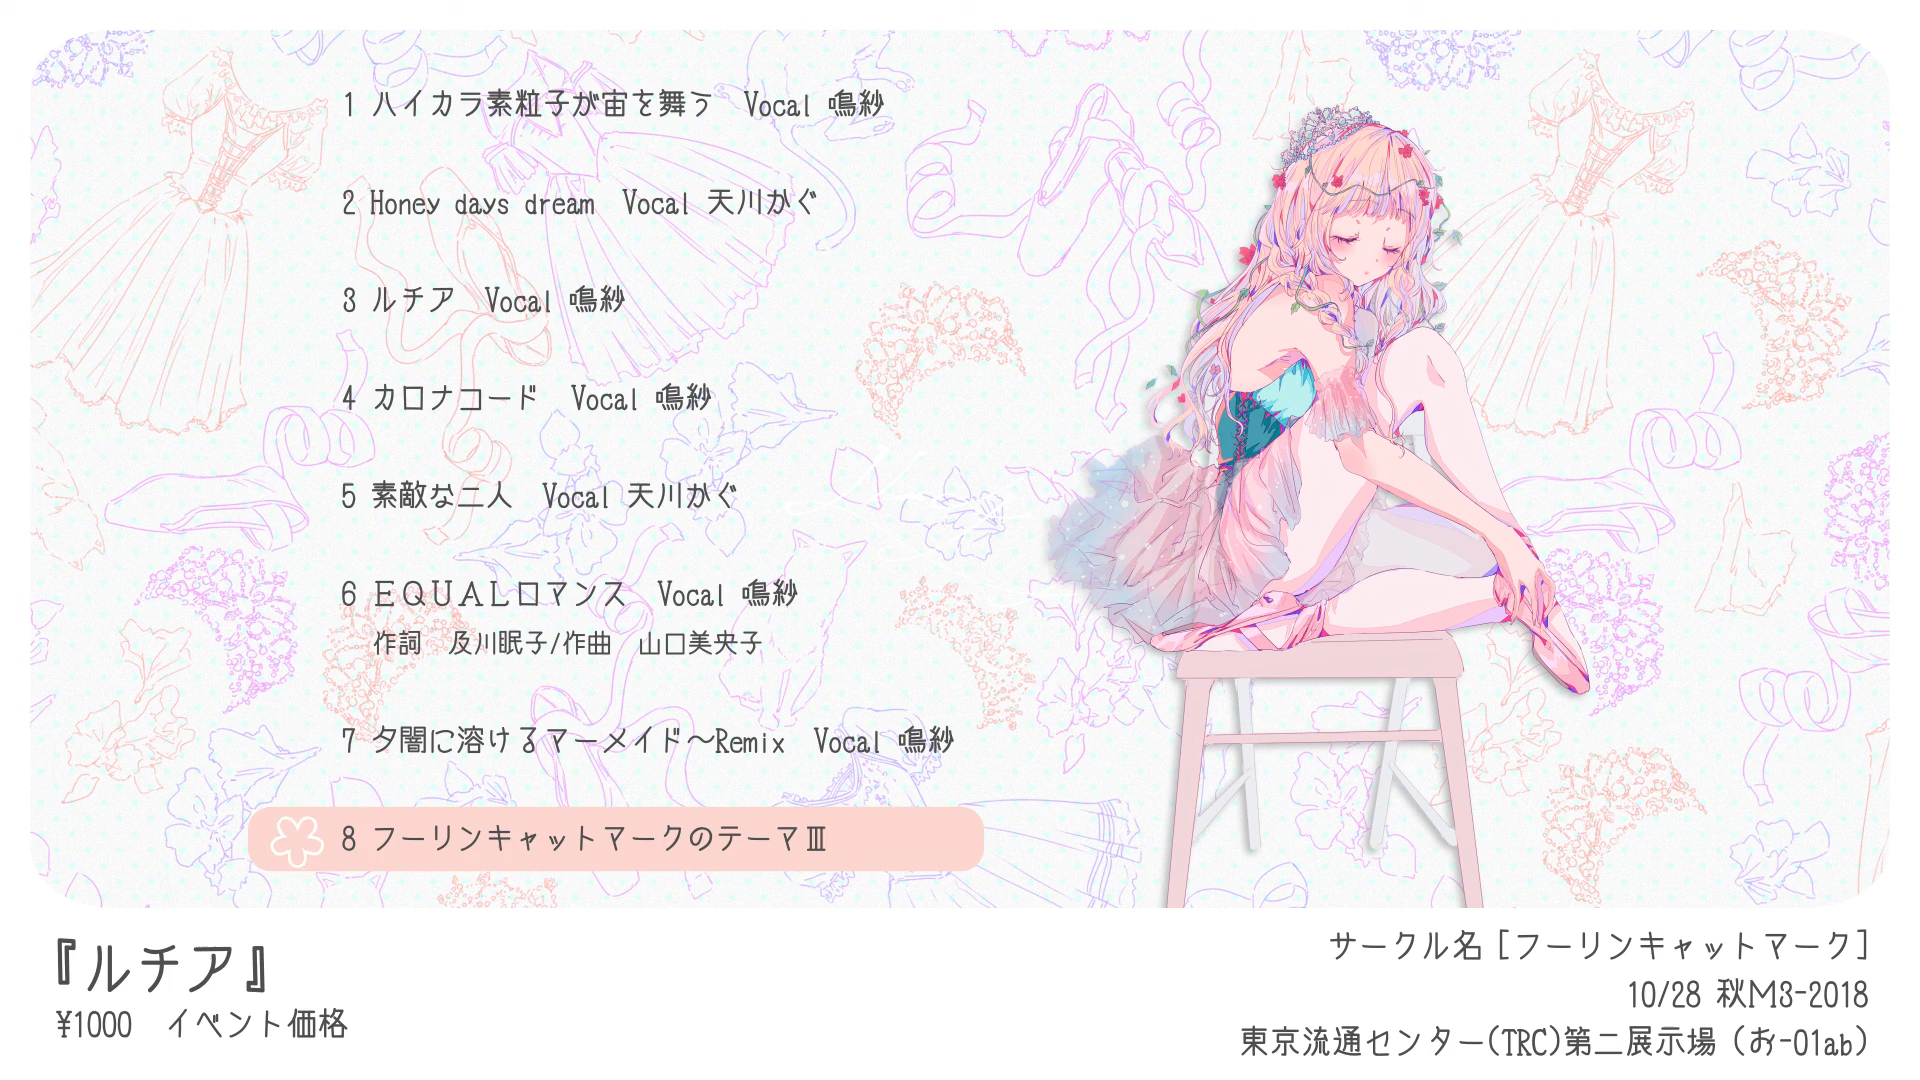 1 ハイカラ素粒子が宙を舞う　Vocal 鳴紗
2 Honey days dream　Vocal 天川かぐ
3 ルチア　Vocal 鳴紗
4 カロナコード　Vocal 鳴紗
5 素敵な二人　Vocal 天川かぐ
6 ＥＱＵＡＬロマンス　Vocal 鳴紗
作詞　及川眠子/作曲　山口美央子
7 夕闇に溶けるマーメイド〜Remix　Vocal 鳴紗
8 フーリンキャットマークのテーマⅢ
『ルチア』
¥1000　イベント価格
サークル名［フーリンキャットマーク］
10/28 秋M3-2018
東京流通センター(TRC)第二展示場（お-01ab）